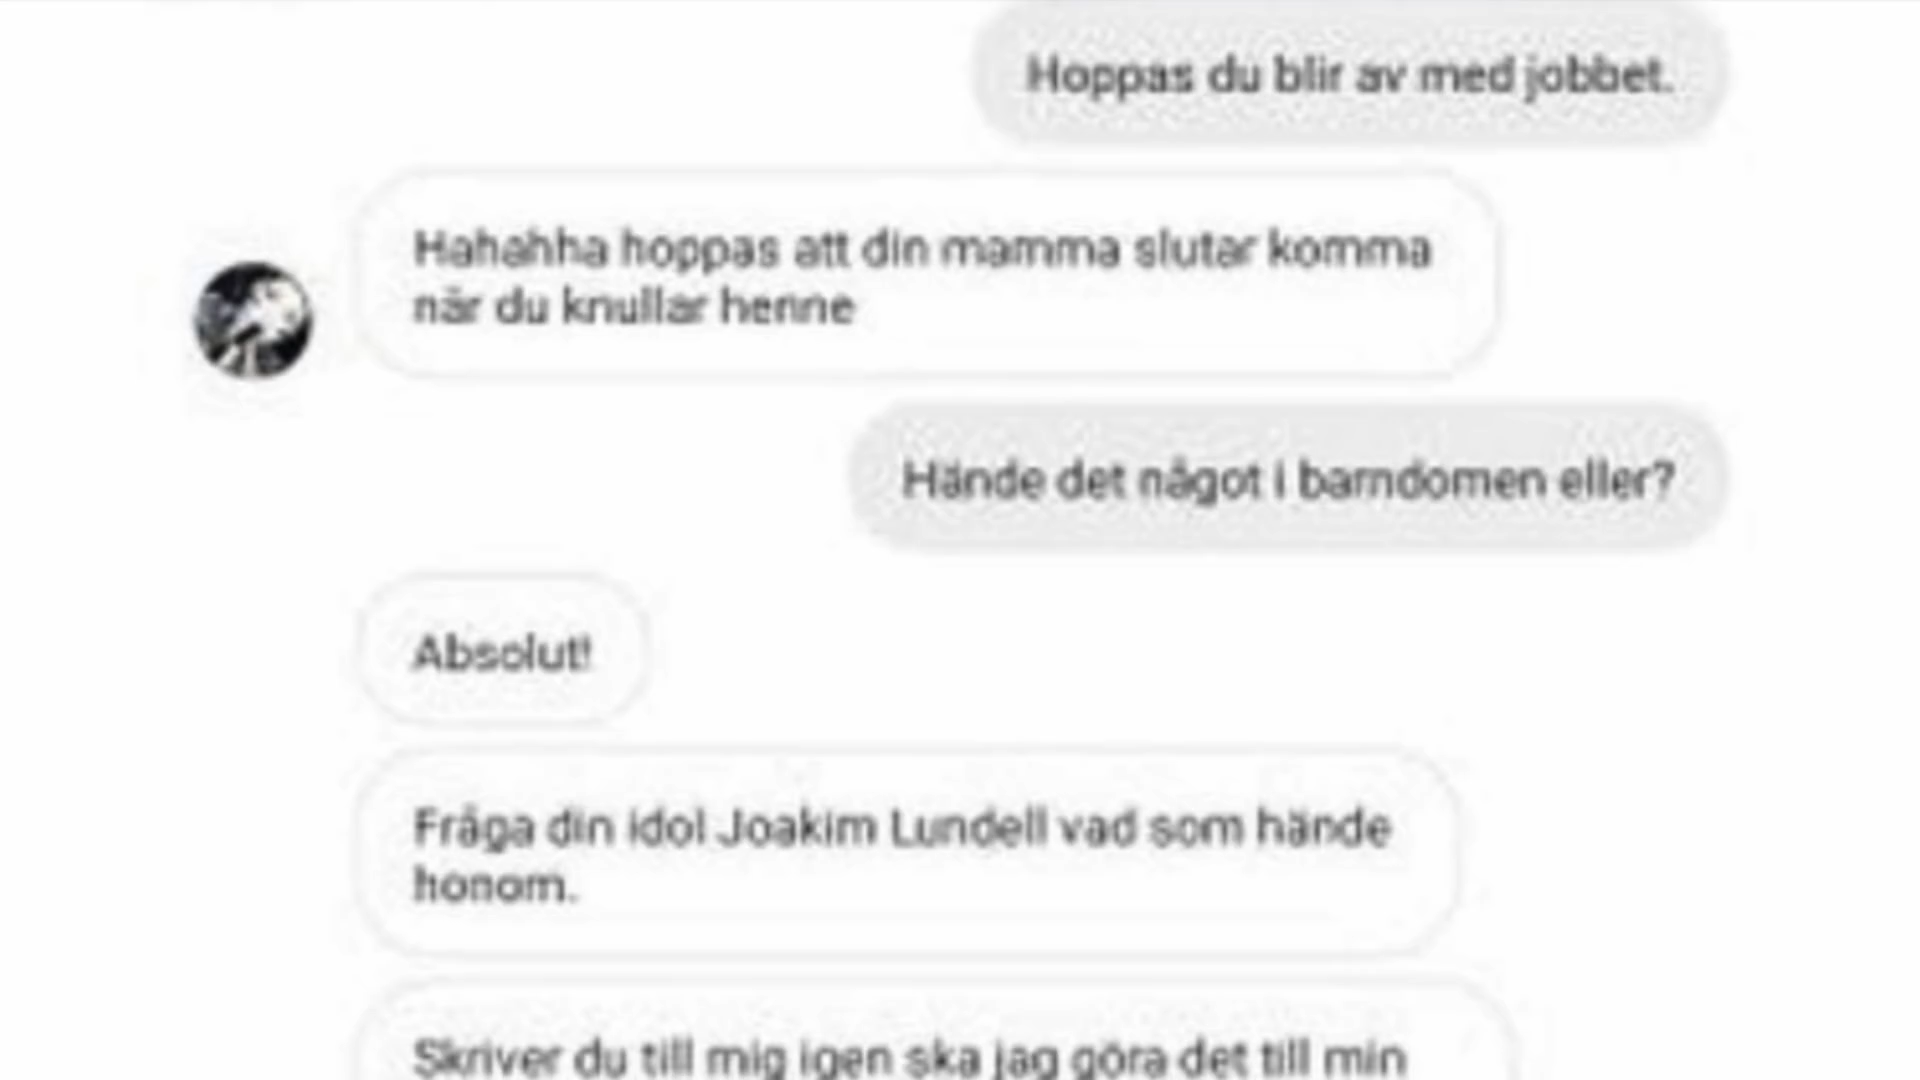 Hoppas du blir av med jobbet.
Hahahha hoppas att din mamma slutar komma
när du knullar henne
Hände det något i barndomen eller?
Absolut!
Fråga din idol Joakim Lundell vad som hände
honom.
Skriver du till mig igen ska jag göra det till min